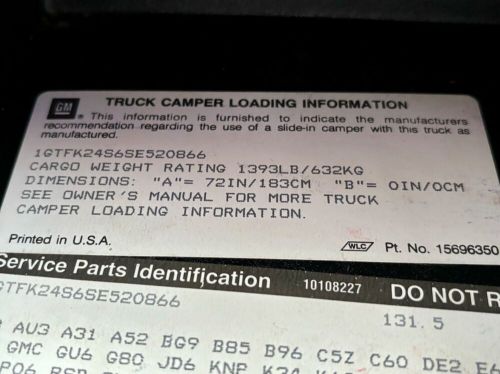 GM
TRUCK CAMPER LOADING INFORMATION
® This information is furnished to indicate the manufacturers
recommendation regarding the use of a slide-in camper with this truck as
manufactured.
1GTFK24S6SE520866
CARGO WEIGHT RATING 1393LB/632KG
DIMENSIONS: "A"= 72IN/183CM "B"= 0IN/0CM
SEE OWNER'S MANUAL FOR MORE TRUCK
CAMPER LOADING INFORMATION.
Printed in U.S.A. WLC Pt. No. 15696350
Service Parts Identification 10108227 DO NOT R
GTFK24S6SE520866
131.5
AU3 A31 A52 BG9 B85 B96 C5Z C60 DE2 E6
GMC GU6 G80 JD6 KNP K34